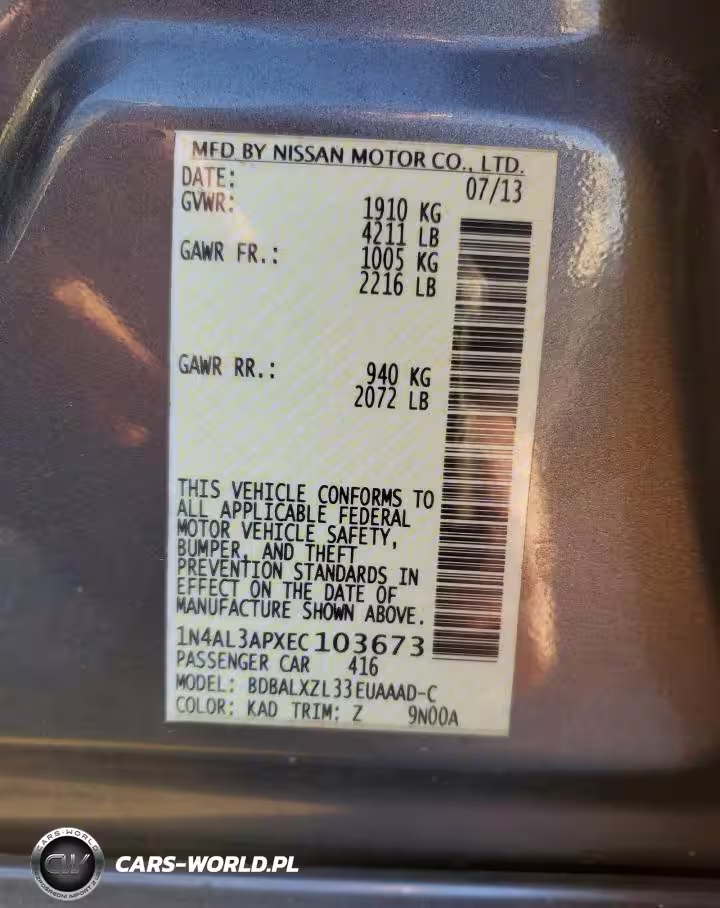 MFD BY NISSAN MOTOR CO., LTD.
DATE: 07/13
GVWR: 1910 KG
4211 LB
GAWR FR.: 1005 KG
2216 LB
GAWR RR.: 940 KG
2072 LB
THIS VEHICLE CONFORMS TO
ALL APPLICABLE FEDERAL
MOTOR VEHICLE SAFETY,
BUMPER, AND THEFT
PREVENTION STANDARDS IN
EFFECT ON THE DATE OF
MANUFACTURE SHOWN ABOVE.
1N4AL3APXEC103673
PASSENGER CAR 416
MODEL: BDBALXZL33EUAAAD-C
COLOR: KAD TRIM: Z 9N00A
CARS-WORLD
CW
CARS-WORLD.PL